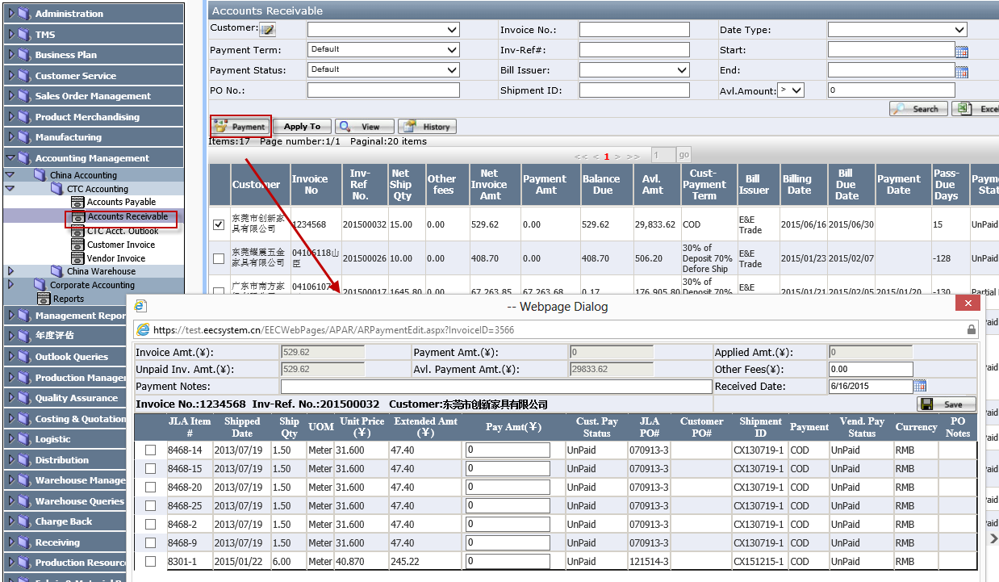 Administration
TMS
Business Plan
Customer Service
Sales Order Management
Product Merchandising
Manufacturing
Accounting Management
China Accounting
CTC Accounting
Accounts Payable
Accounts Receivable
CTC Acct. Outlook
Customer Invoice
Vendor Invoice
China Warehouse
Corporate Accounting
Reports
Management Repor
年度评估
Outlook Queries
Production Manager
Quality Assurance
Costing & Quotation
Logistic
Distribution
Warehouse Manage
Warehouse Queries
Charge Back
Receiving
Production Resourc
Accounts Receivable
Customer: Invoice No.: Date Type:
Payment Term: Default Inv-Ref#: Start:
Payment Status: Default Bill Issuer: End:
PO No.: Shipment ID: Avl.Amount: > 0
Search Excel
Payment Apply To View History
Items:17 Page number:1/1 Paginal:20 items
<< < 1 > >> 1 go
Customer Invoice No Inv-Ref No. Net Ship Qty Other fees Net Invoice Amt Payment Amt Balance Due Avl. Amt Cust-Payment Term Bill Issuer Billing Date Bill Due Date Payment Date Pass-Due Days Paym Stat
东莞市创新家具有限公司 1234568 201500032 15.00 0.00 529.62 0.00 529.62 29,833.62 COD E&E Trade 2015/06/16 2015/06/30 15 UnPaid
东莞耀晨五金家具有限公司 04106118山臣 201500026 10.00 0.00 408.70 0.00 408.70 506.20 30% of Deposit 70% Defore Ship E&E Trade 2015/01/23 2015/02/07 -128 UnPaid
广东市南方家 04106107 201500017 1645.80 0.00 67,263.85 67,263.68 0.17 176,905.80 30% of Deposit 70% E&E 2015/01/21 2015/02/05 2015/01/20 -130 Partial
-- Webpage Dialog
https://test.eecsystem.cn/EECWebPages/APAR/ARPaymentEdit.aspx?InvoiceID=3566
Invoice Amt.(¥): 529.62 Payment Amt.(¥): 0 Applied Amt.(¥): 0
Unpaid Inv. Amt.(¥): 529.62 Avl. Payment Amt.(¥): 29833.62 Other Fees(¥): 0.00
Payment Notes: Received Date: 6/16/2015
Invoice No.:1234568 Inv-Ref. No.:201500032 Customer:东莞市创新家具有限公司 Save
JLA Item # Shipped Date Ship Qty UOM Unit Price (¥) Extended Amt (¥) Pay Amt(¥) Cust. Pay Status JLA PO# Customer PO# Shipment ID Payment Vend. Pay Status Currency PO Notes
8468-14 2013/07/19 1.50 Meter 31.600 47.40 0 UnPaid 070913-3 CX130719-1 COD UnPaid RMB
8468-15 2013/07/19 1.50 Meter 31.600 47.40 0 UnPaid 070913-3 CX130719-1 COD UnPaid RMB
8468-20 2013/07/19 1.50 Meter 31.600 47.40 0 UnPaid 070913-3 CX130719-1 COD UnPaid RMB
8468-25 2013/07/19 1.50 Meter 31.600 47.40 0 UnPaid 070913-3 CX130719-1 COD UnPaid RMB
8468-2 2013/07/19 1.50 Meter 31.600 47.40 0 UnPaid 070913-3 CX130719-1 COD UnPaid RMB
8468-9 2013/07/19 1.50 Meter 31.600 47.40 0 UnPaid 070913-3 CX130719-1 COD UnPaid RMB
8301-1 2015/01/22 6.00 Meter 40.870 245.22 0 UnPaid 121514-3 CX151215-1 COD UnPaid RMB